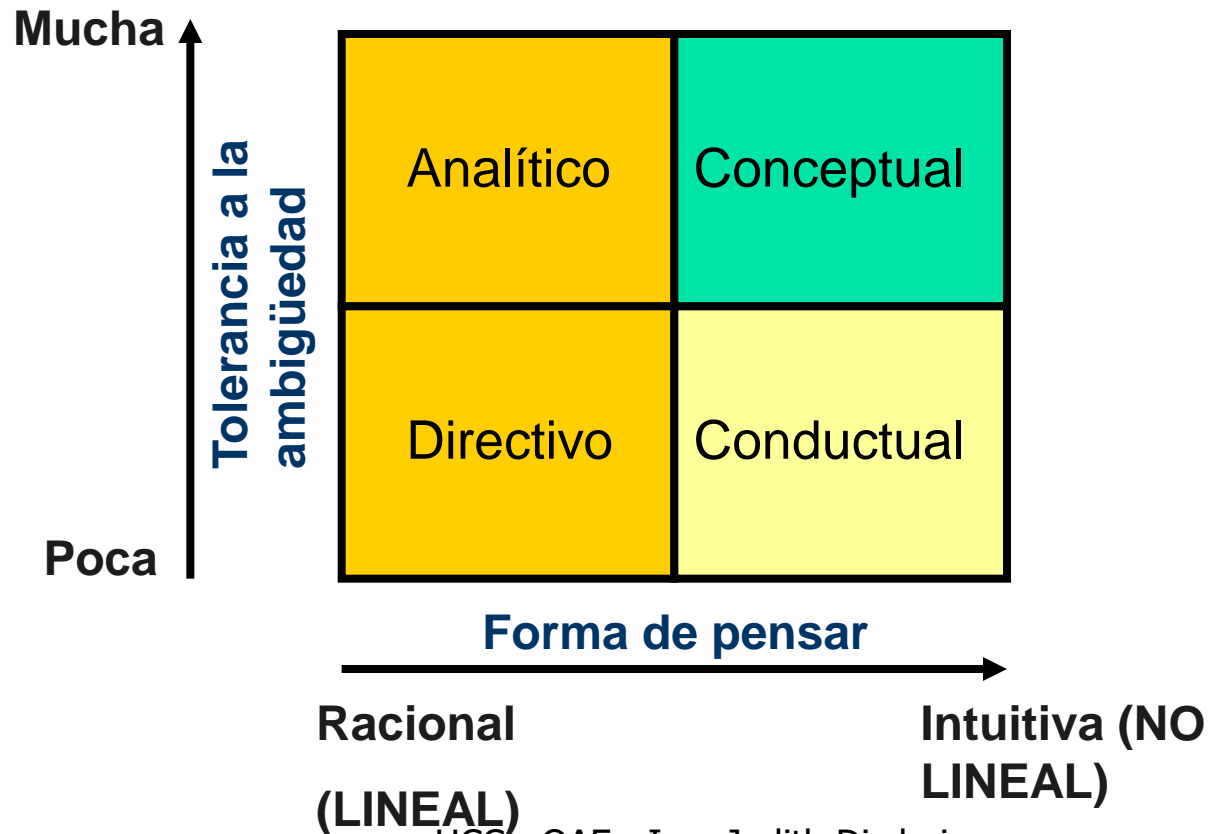 Mucha
Tolerancia a la
ambigüedad
Analítico
Conceptual
Directivo
Conductual
Poca
Forma de pensar
Racional
(LINEAL)
Intuitiva (NO
LINEAL)